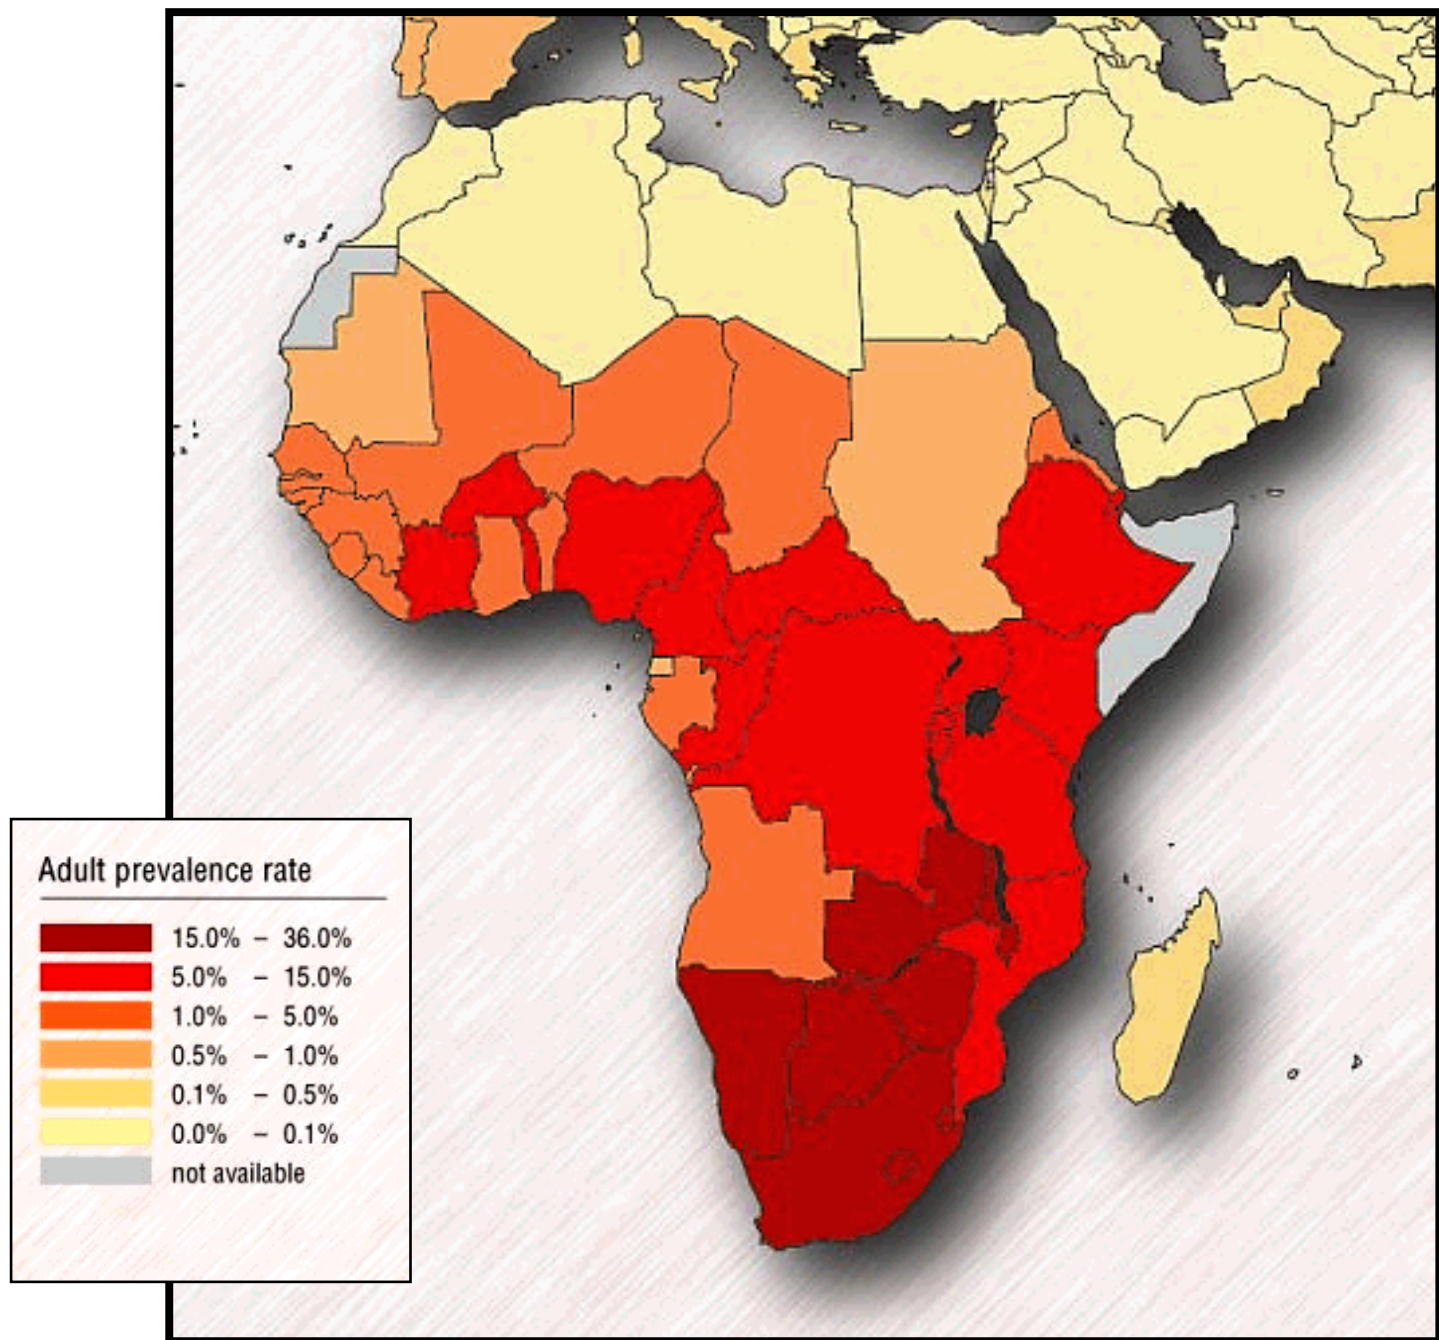 Adult prevalence rate
15.0% – 36.0%
5.0% – 15.0%
1.0% – 5.0%
0.5% – 1.0%
0.1% – 0.5%
0.0% – 0.1%
not available